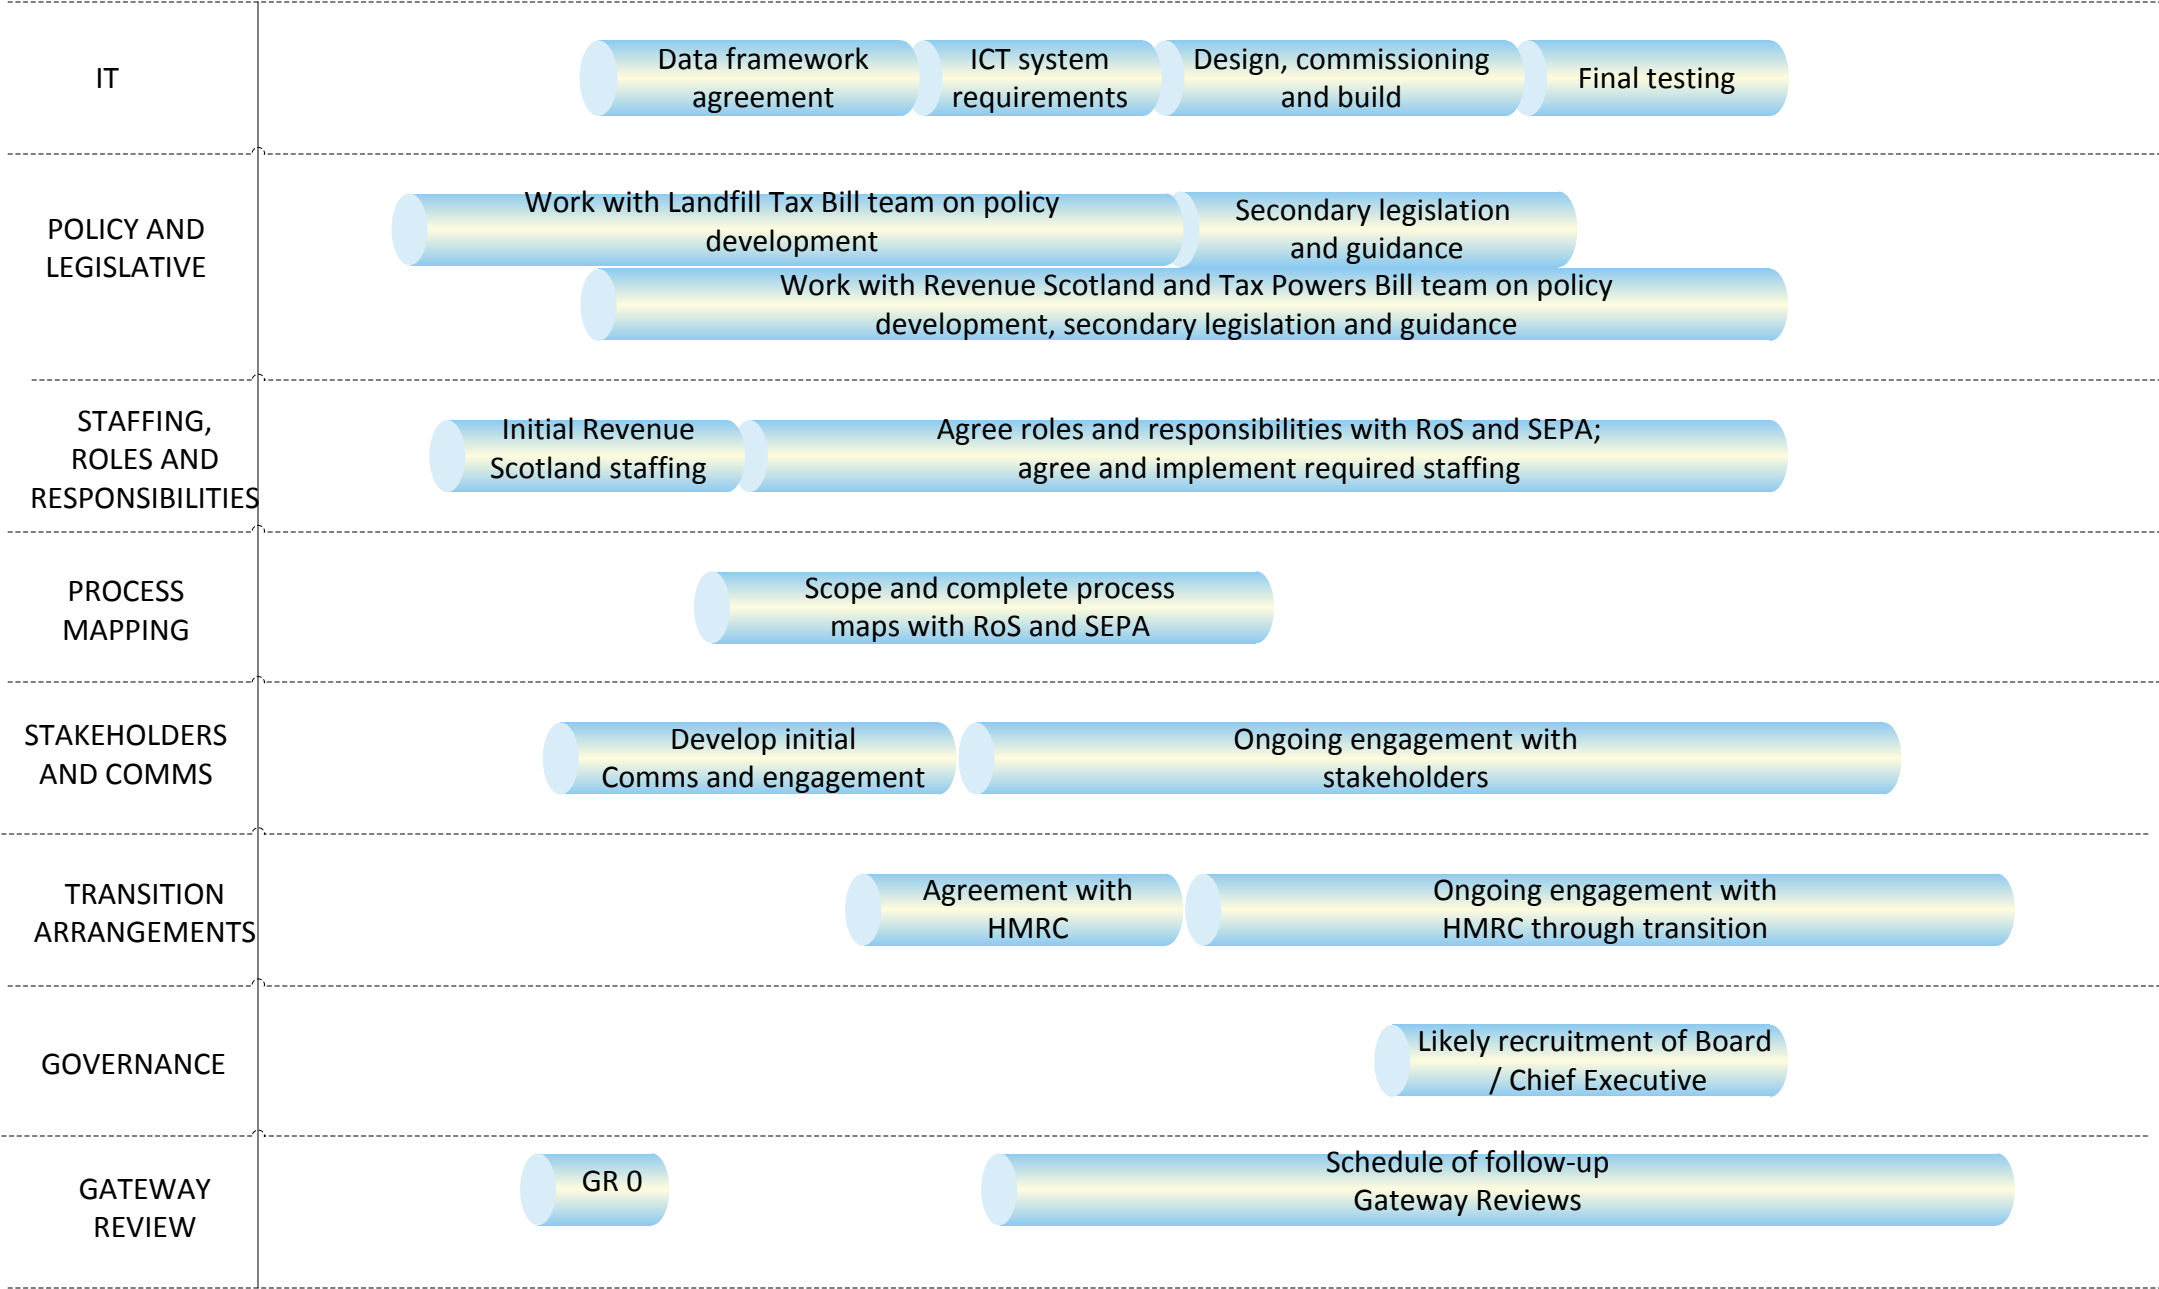 IT
Data framework
agreement
ICT system
requirements
Design, commissioning
and build
Final testing
POLICY AND
LEGISLATIVE
Work with Landfill Tax Bill team on policy
development
Secondary legislation
and guidance
Work with Revenue Scotland and Tax Powers Bill team on policy
development, secondary legislation and guidance
STAFFING,
ROLES AND
RESPONSIBILITIES
Initial Revenue
Scotland staffing
Agree roles and responsibilities with RoS and SEPA;
agree and implement required staffing
PROCESS
MAPPING
Scope and complete process
maps with RoS and SEPA
STAKEHOLDERS
AND COMMS
Develop initial
Comms and engagement
Ongoing engagement with
stakeholders
TRANSITION
ARRANGEMENTS
Agreement with
HMRC
Ongoing engagement with
HMRC through transition
GOVERNANCE
Likely recruitment of Board
/ Chief Executive
GATEWAY
REVIEW
GR 0
Schedule of follow-up
Gateway Reviews